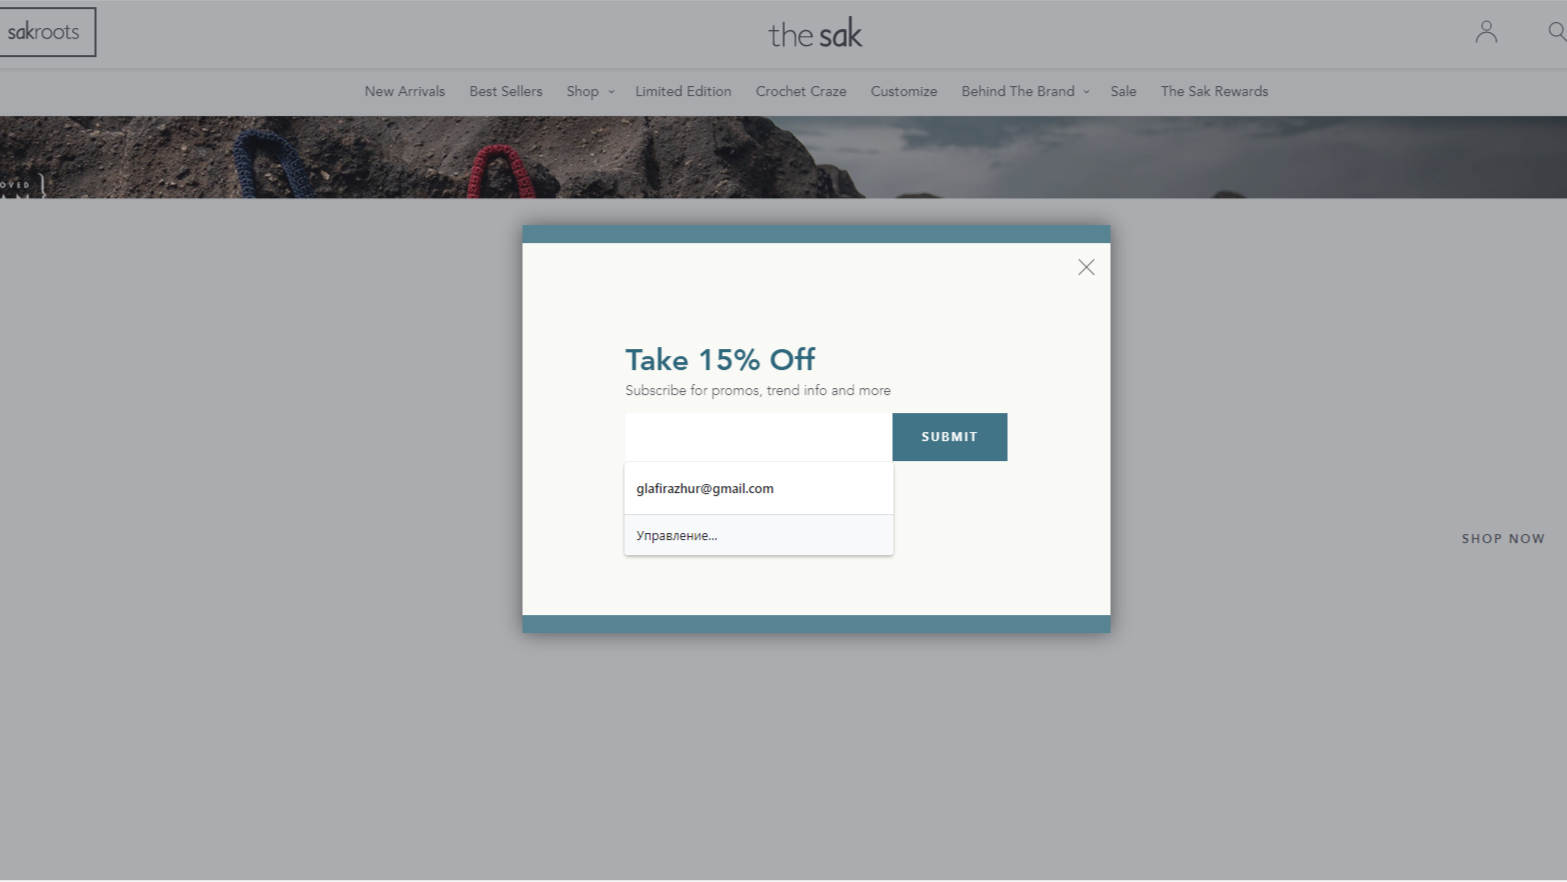 sakroots
the sak
New Arrivals Best Sellers Shop Limited Edition Crochet Craze Customize Behind The Brand Sale The Sak Rewards
Take 15% Off
Subscribe for promos, trend info and more
SUBMIT
glafirazhur@gmail.com
Управление...
SHOP NOW